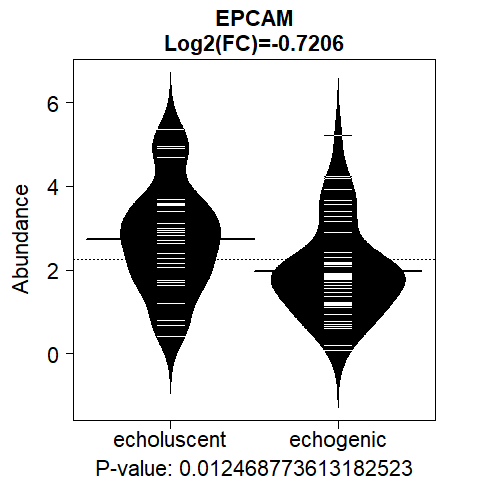 EPCAM
Log2(FC)=-0.7206
6
4
2
0
Abundance
echoluscent echogenic
P-value: 0.012468773613182523